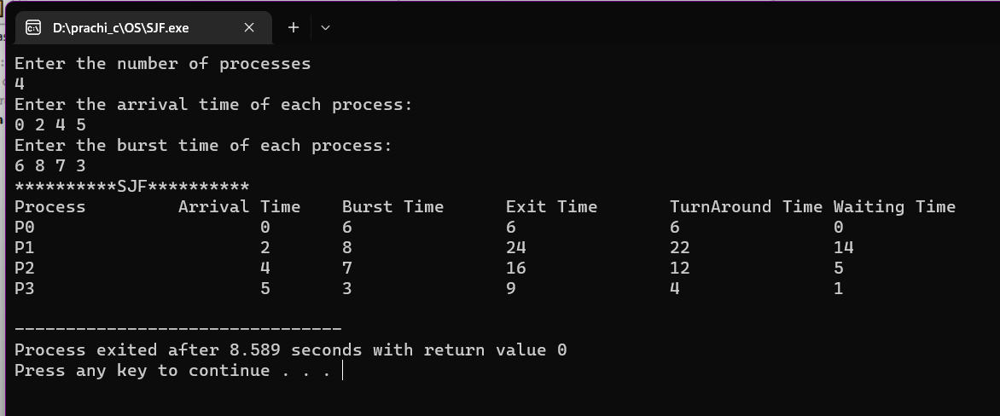 D:\prachi_c\OS\SJF.exe
Enter the number of processes
4
Enter the arrival time of each process:
0 2 4 5
Enter the burst time of each process:
6 8 7 3
**********SJF**********
Process Arrival Time Burst Time Exit Time TurnAround Time Waiting Time
P0 0 6 6 6 0
P1 2 8 24 22 14
P2 4 7 16 12 5
P3 5 3 9 4 1
--------------------------------
Process exited after 8.589 seconds with return value 0
Press any key to continue . . .